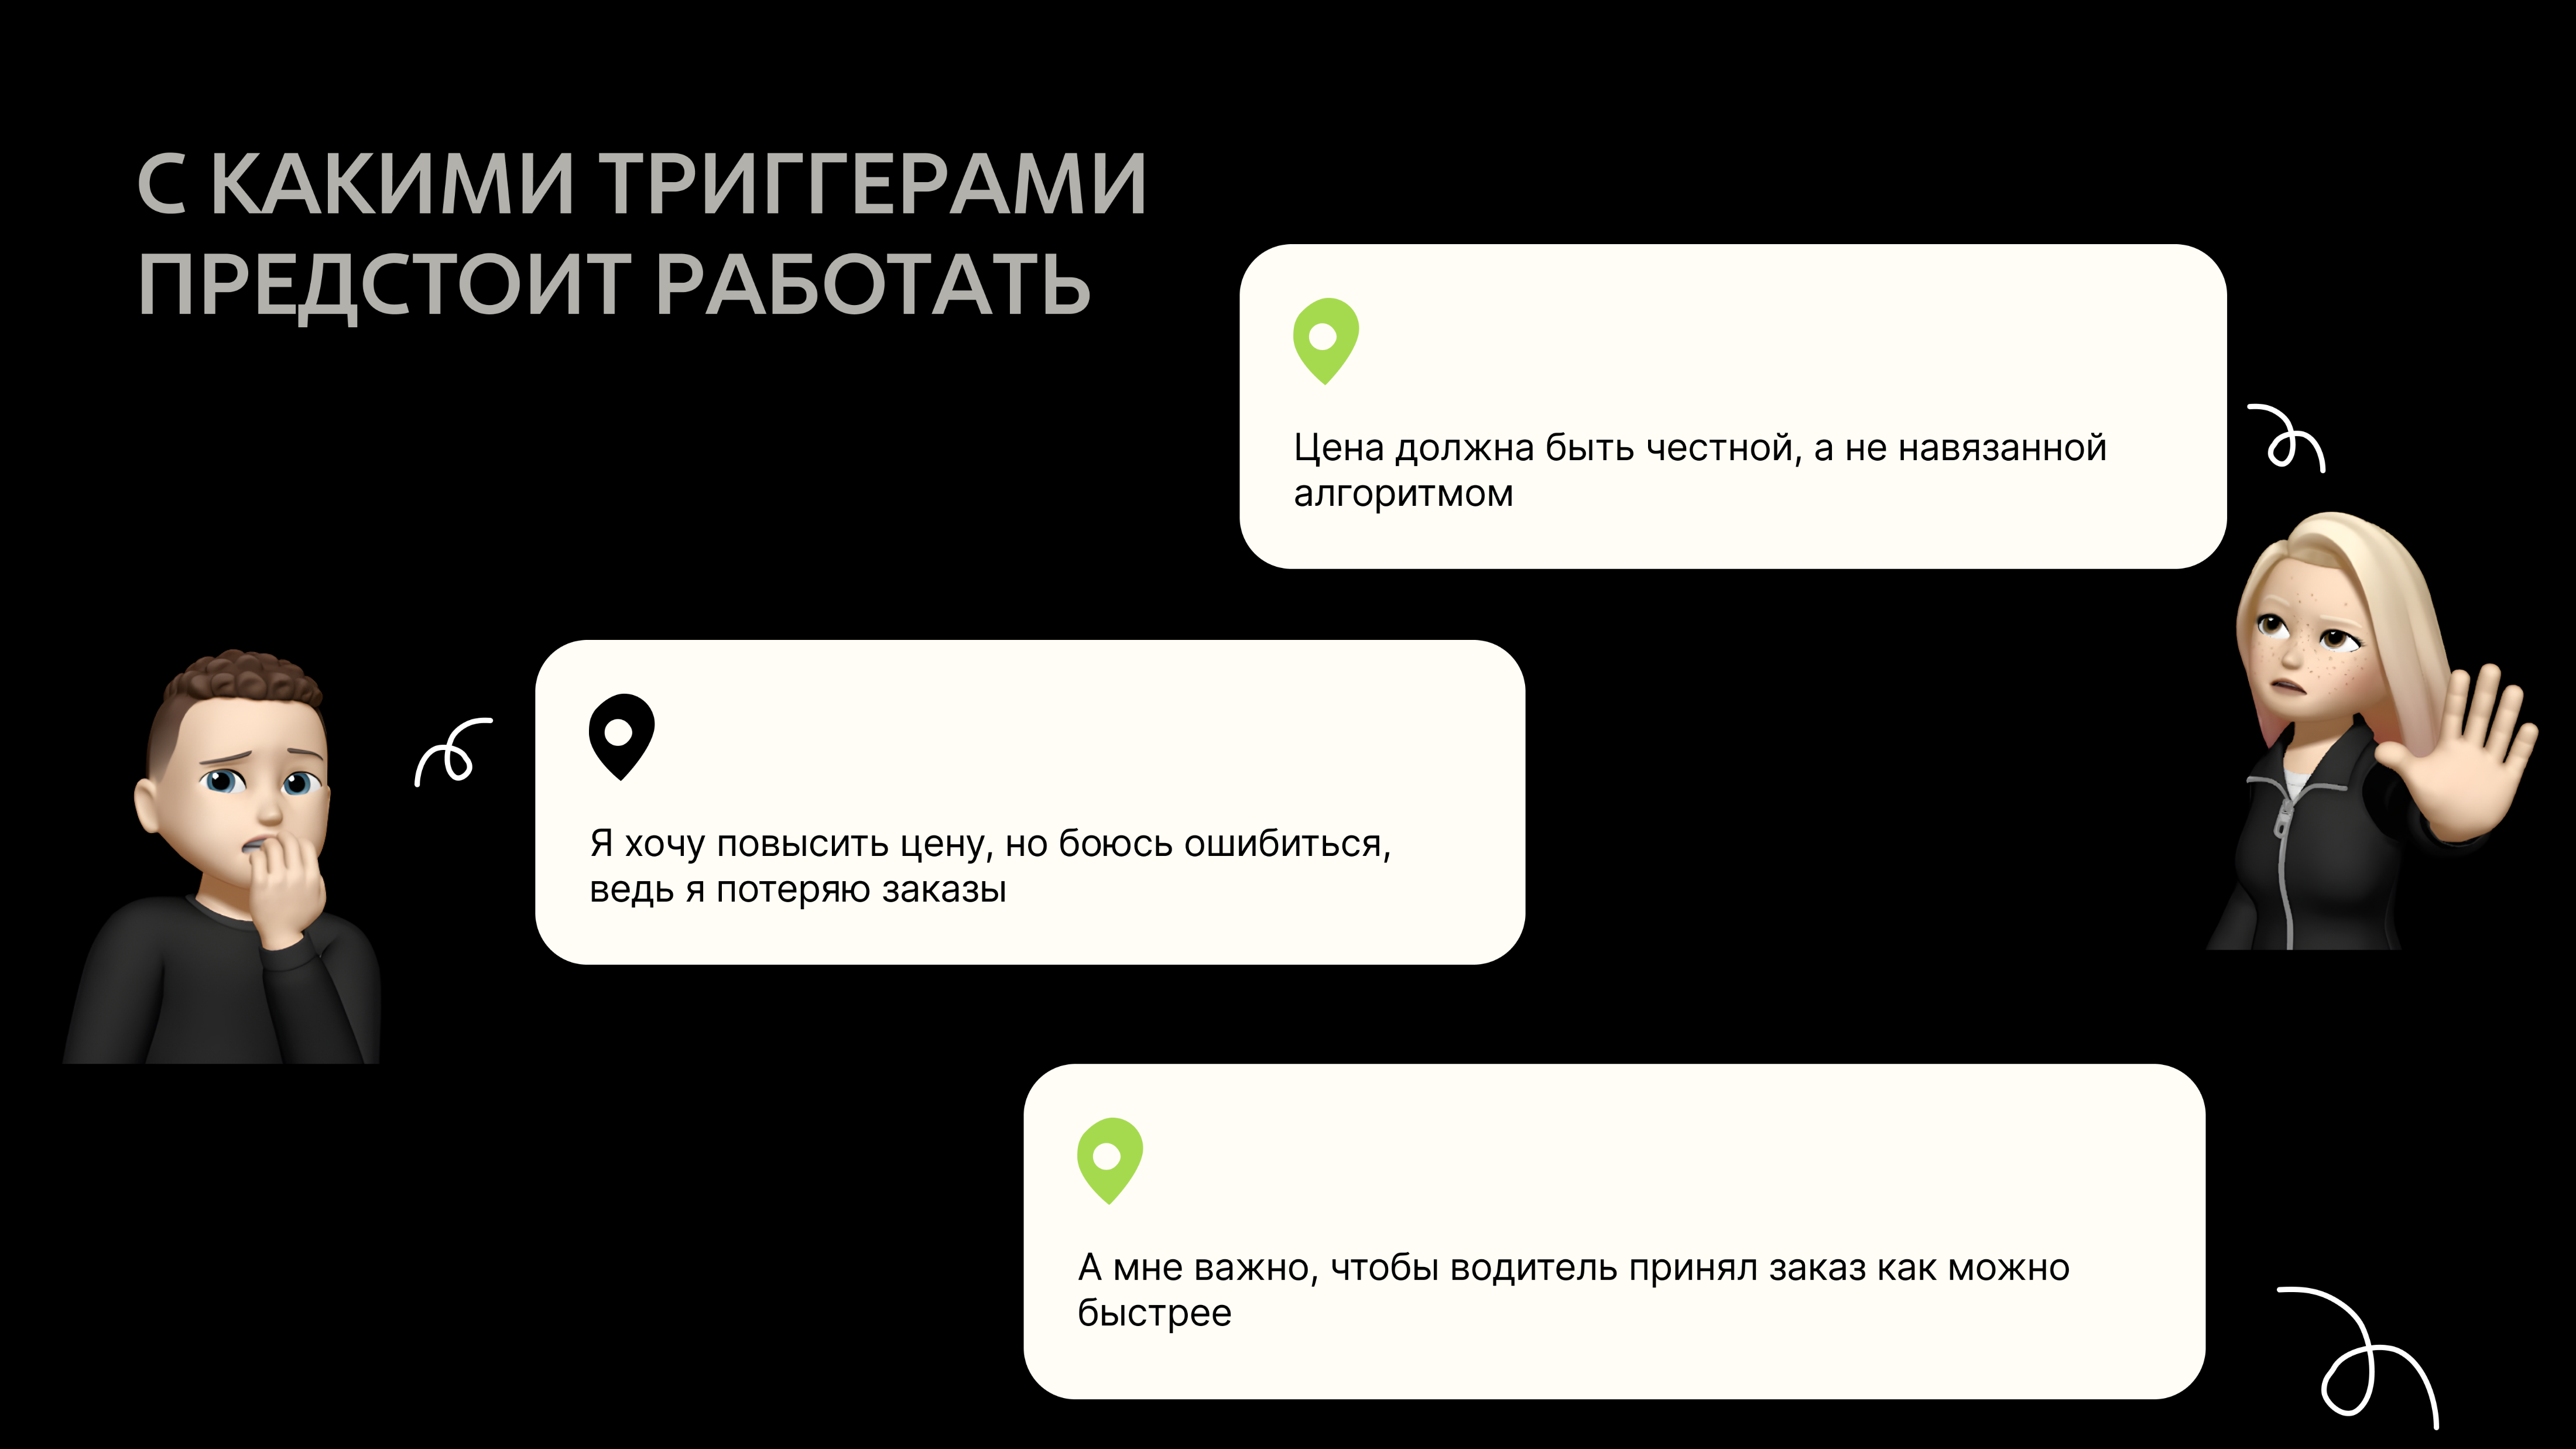 С КАКИМИ ТРИГГЕРАМИ
ПРЕДСТОИТ РАБОТАТЬ
Цена должна быть честной, а не навязанной
алгоритмом
Я хочу повысить цену, но боюсь ошибиться,
ведь я потеряю заказы
А мне важно, чтобы водитель принял заказ как можно
быстрее